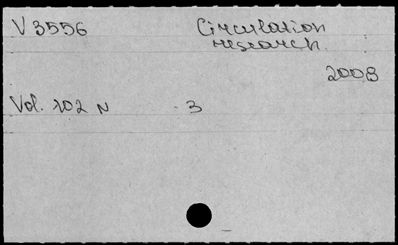 V 3556 Circulation
research.
2008
Vol. 102 N 3